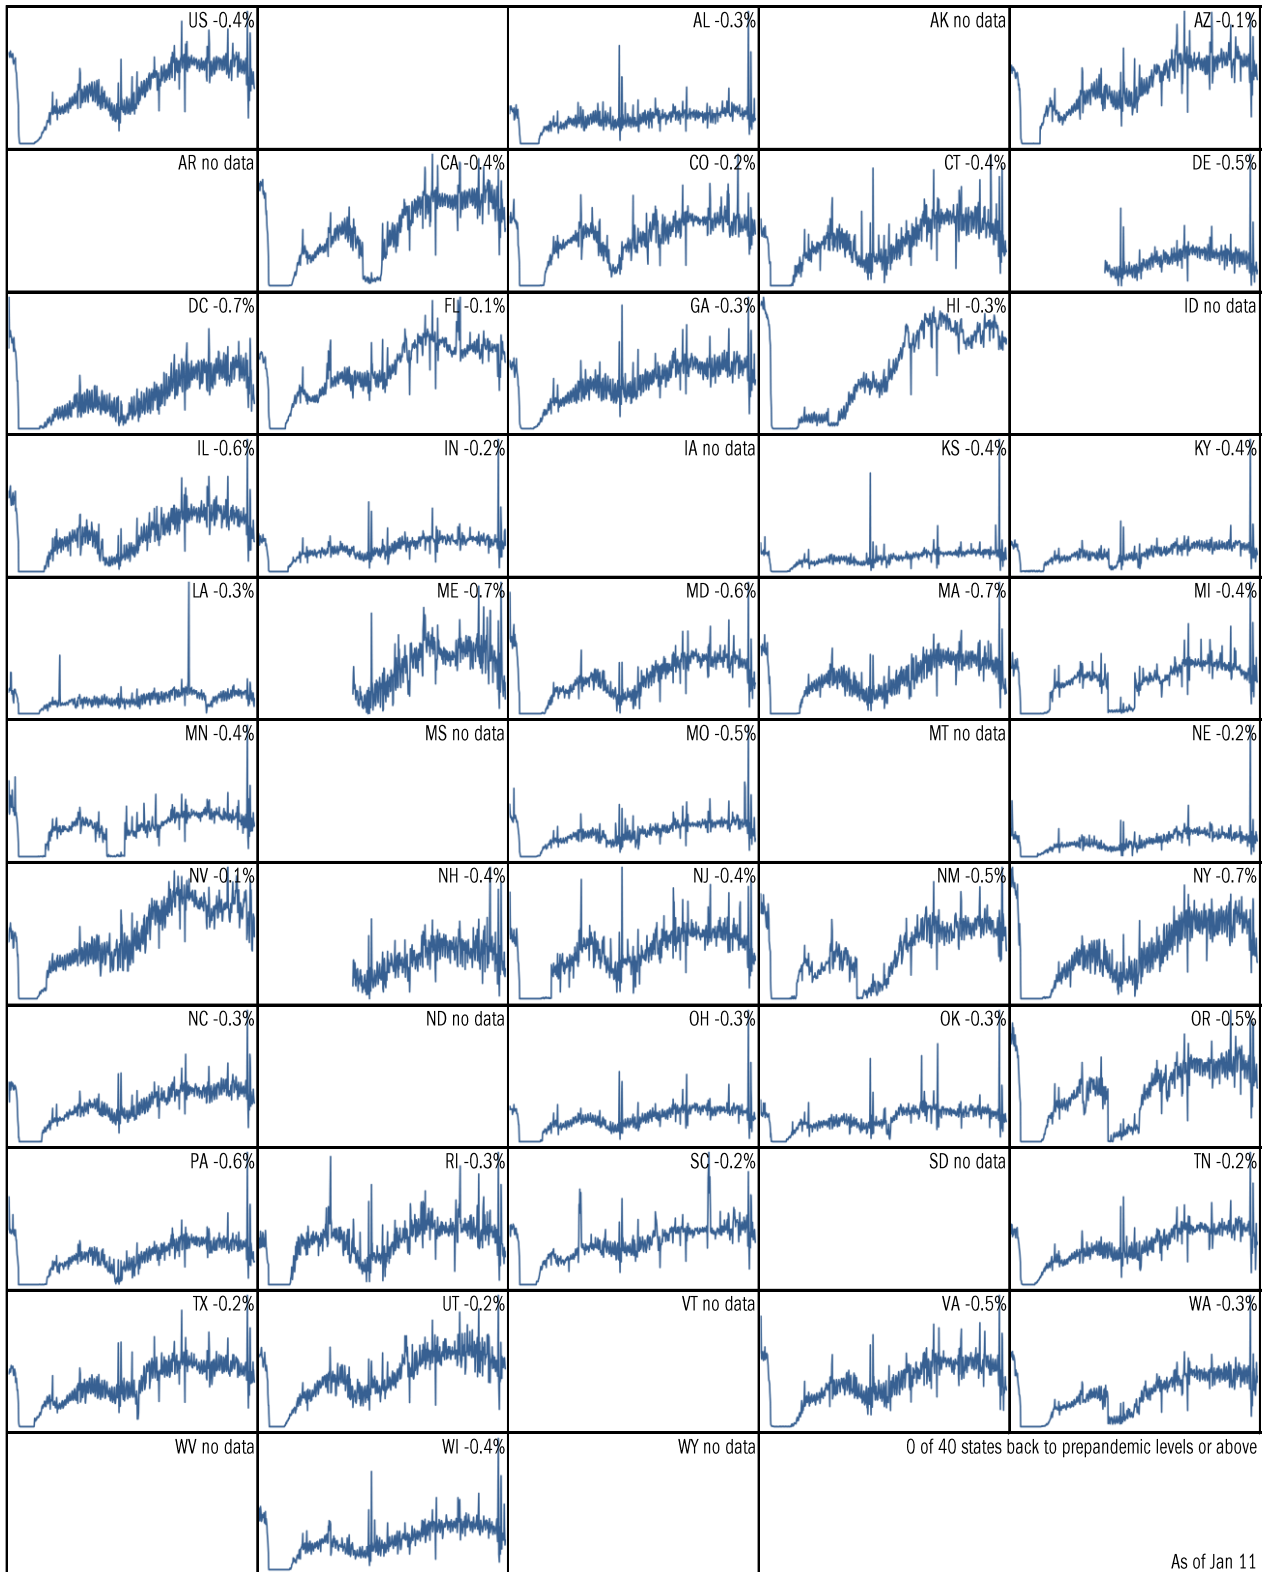 US -0.4%
AL -0.3%
AK no data
AZ -0.1%
AR no data
CA -0.4%
CO -0.2%
CT -0.4%
DE -0.5%
DC -0.7%
FL -0.1%
GA -0.3%
HI -0.3%
ID no data
IL -0.6%
IN -0.2%
IA no data
KS -0.4%
KY -0.4%
LA -0.3%
ME -0.7%
MD -0.6%
MA -0.7%
MI -0.4%
MN -0.4%
MS no data
MO -0.5%
MT no data
NE -0.2%
NV -0.1%
NH -0.4%
NJ -0.4%
NM -0.5%
NY -0.7%
NC -0.3%
ND no data
OH -0.3%
OK -0.3%
OR -0.5%
PA -0.6%
RI -0.3%
SC -0.2%
SD no data
TN -0.2%
TX -0.2%
UT -0.2%
VT no data
VA -0.5%
WA -0.3%
WV no data
WI -0.4%
WY no data
0 of 40 states back to prepandemic levels or above
As of Jan 11